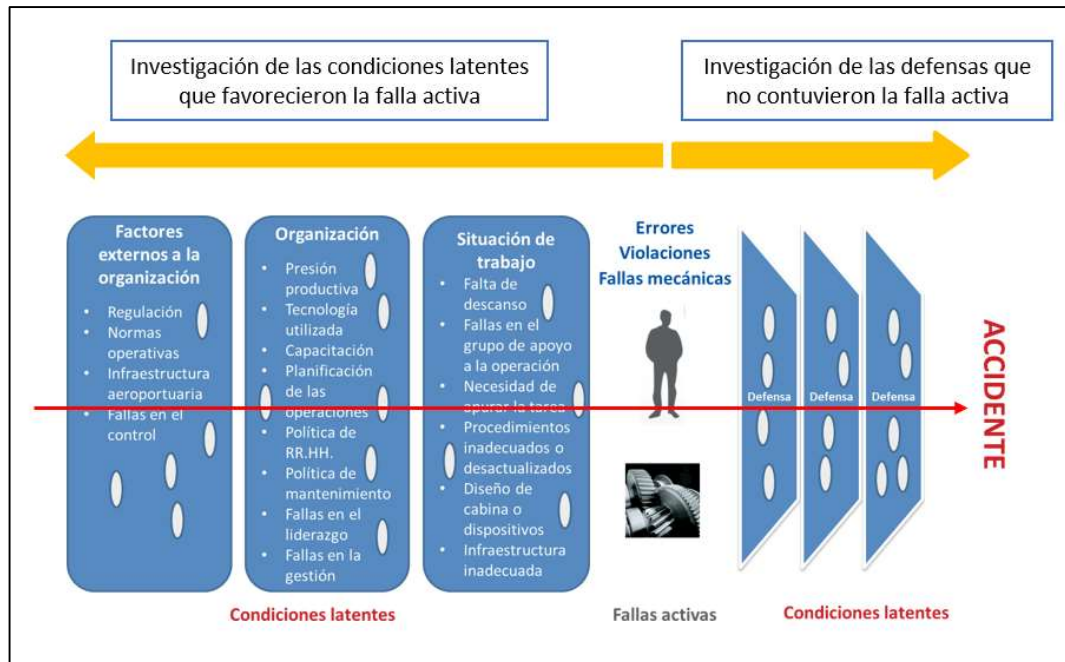 Investigación de las condiciones latentes
que favorecieron la falla activa
Investigación de las defensas que
no contuvieron la falla activa
Factores
externos a la
organización
• Regulación
• Normas
operativas
• Infraestructura
aeroportuaria
• Fallas en el
control
Organización
• Presión
productiva
• Tecnología
utilizada
• Capacitación
• Planificación
de las
operaciones
• Política de
RR.HH.
• Política de
mantenimiento
• Fallas en el
liderazgo
• Fallas en la
gestión
Situación de
trabajo
• Falta de
descanso
• Fallas en el
grupo de apoyo
a la operación
• Necesidad de
apurar la tarea
• Procedimientos
inadecuados o
desactualizados
• Diseño de
cabina o
dispositivos
• Infraestructura
inadecuada
Errores
Violaciones
Fallas mecánicas
Defensa
Defensa
Defensa
ACCIDENTE
Condiciones latentes
Fallas activas
Condiciones latentes